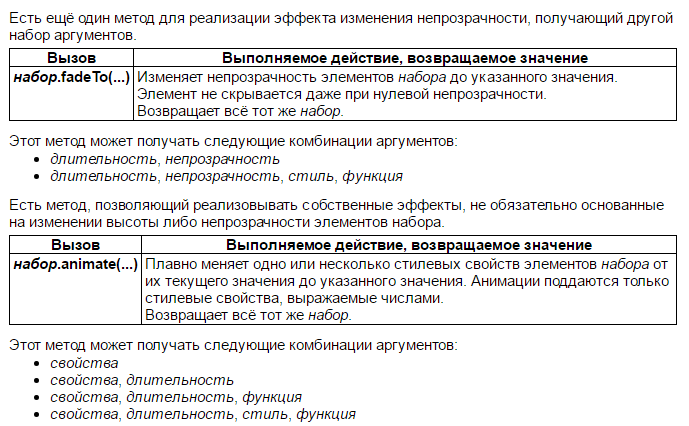 Есть ещё один метод для реализации эффекта изменения непрозрачности, получающий другой
набор аргументов.
Вызов Выполняемое действие, возвращаемое значение
набор.fadeTo(...) Изменяет непрозрачность элементов набора до указанного значения.
Элемент не скрывается даже при нулевой непрозрачности.
Возвращает всё тот же набор.
Этот метод может получать следующие комбинации аргументов:
• длительность, непрозрачность
• длительность, непрозрачность, стиль, функция
Есть метод, позволяющий реализовывать собственные эффекты, не обязательно основанные
на изменении высоты либо непрозрачности элементов набора.
Вызов Выполняемое действие, возвращаемое значение
набор.animate(...) Плавно меняет одно или несколько стилевых свойств элементов набора от
их текущего значения до указанного значения. Анимации поддаются только
стилевые свойства, выражаемые числами.
Возвращает всё тот же набор.
Этот метод может получать следующие комбинации аргументов:
• свойства
• свойства, длительность
• свойства, длительность, функция
• свойства, длительность, стиль, функция